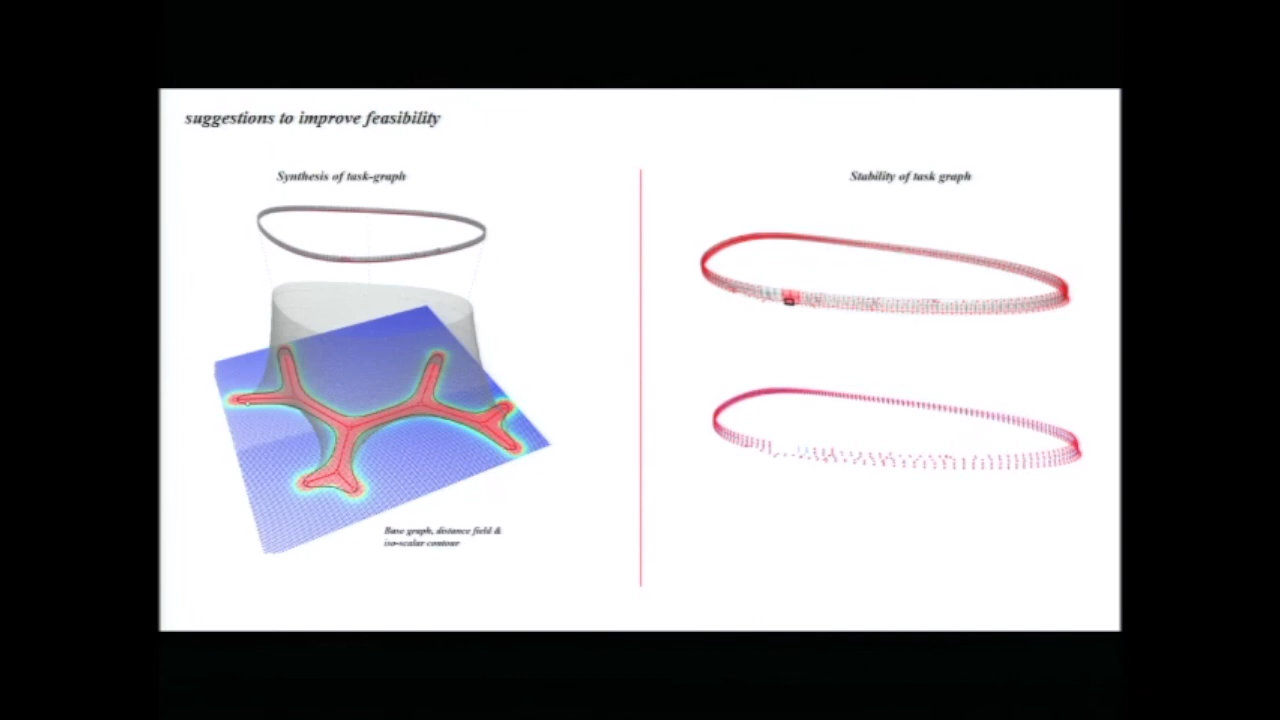 suggestions to improve feasibility
Synthesis of task-graph
Stability of task graph
Base graph, distance field &
iso-scalar contour